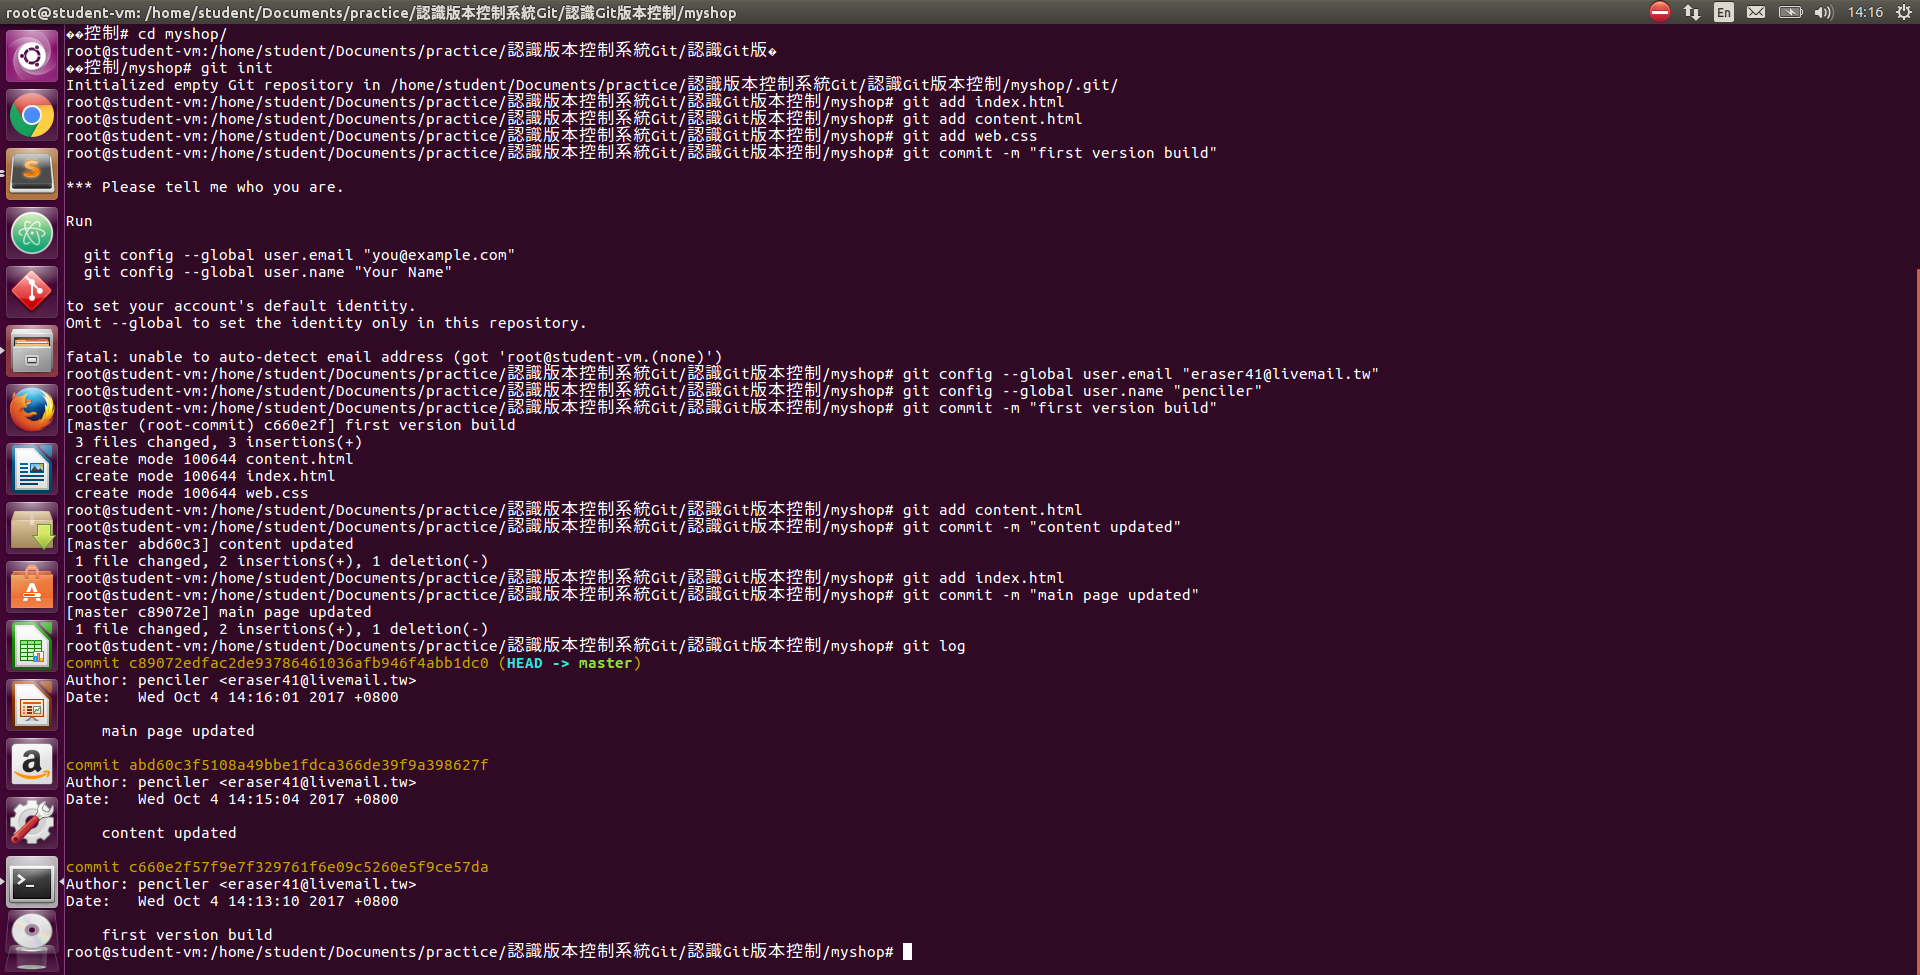 root@student-vm: /home/student/Documents/practice/認識版本控制系統Git/認識Git版本控制/myshop
En
14:16
��控制# cd myshop/
root@student-vm:/home/student/Documents/practice/認識版本控制系統Git/認識Git版�
��控制/myshop# git init
Initialized empty Git repository in /home/student/Documents/practice/認識版本控制系統Git/認識Git版本控制/myshop/.git/
root@student-vm:/home/student/Documents/practice/認識版本控制系統Git/認識Git版本控制/myshop# git add index.html
root@student-vm:/home/student/Documents/practice/認識版本控制系統Git/認識Git版本控制/myshop# git add content.html
root@student-vm:/home/student/Documents/practice/認識版本控制系統Git/認識Git版本控制/myshop# git add web.css
root@student-vm:/home/student/Documents/practice/認識版本控制系統Git/認識Git版本控制/myshop# git commit -m "first version build"
*** Please tell me who you are.
Run
git config --global user.email "you@example.com"
git config --global user.name "Your Name"
to set your account's default identity.
Omit --global to set the identity only in this repository.
fatal: unable to auto-detect email address (got 'root@student-vm.(none)')
root@student-vm:/home/student/Documents/practice/認識版本控制系統Git/認識Git版本控制/myshop# git config --global user.email "eraser41@livemail.tw"
root@student-vm:/home/student/Documents/practice/認識版本控制系統Git/認識Git版本控制/myshop# git config --global user.name "penciler"
root@student-vm:/home/student/Documents/practice/認識版本控制系統Git/認識Git版本控制/myshop# git commit -m "first version build"
[master (root-commit) c660e2f] first version build
3 files changed, 3 insertions(+)
create mode 100644 content.html
create mode 100644 index.html
create mode 100644 web.css
root@student-vm:/home/student/Documents/practice/認識版本控制系統Git/認識Git版本控制/myshop# git add content.html
root@student-vm:/home/student/Documents/practice/認識版本控制系統Git/認識Git版本控制/myshop# git commit -m "content updated"
[master abd60c3] content updated
1 file changed, 2 insertions(+), 1 deletion(-)
root@student-vm:/home/student/Documents/practice/認識版本控制系統Git/認識Git版本控制/myshop# git add index.html
root@student-vm:/home/student/Documents/practice/認識版本控制系統Git/認識Git版本控制/myshop# git commit -m "main page updated"
[master c89072e] main page updated
1 file changed, 2 insertions(+), 1 deletion(-)
root@student-vm:/home/student/Documents/practice/認識版本控制系統Git/認識Git版本控制/myshop# git log
commit c89072edfac2de93786461036afb946f4abb1dc0 (HEAD -> master)
Author: penciler <eraser41@livemail.tw>
Date:   Wed Oct 4 14:16:01 2017 +0800
main page updated
commit abd60c3f5108a49bbe1fdca366de39f9a398627f
Author: penciler <eraser41@livemail.tw>
Date:   Wed Oct 4 14:15:04 2017 +0800
content updated
commit c660e2f57f9e7f329761f6e09c5260e5f9ce57da
Author: penciler <eraser41@livemail.tw>
Date:   Wed Oct 4 14:13:10 2017 +0800
first version build
root@student-vm:/home/student/Documents/practice/認識版本控制系統Git/認識Git版本控制/myshop#